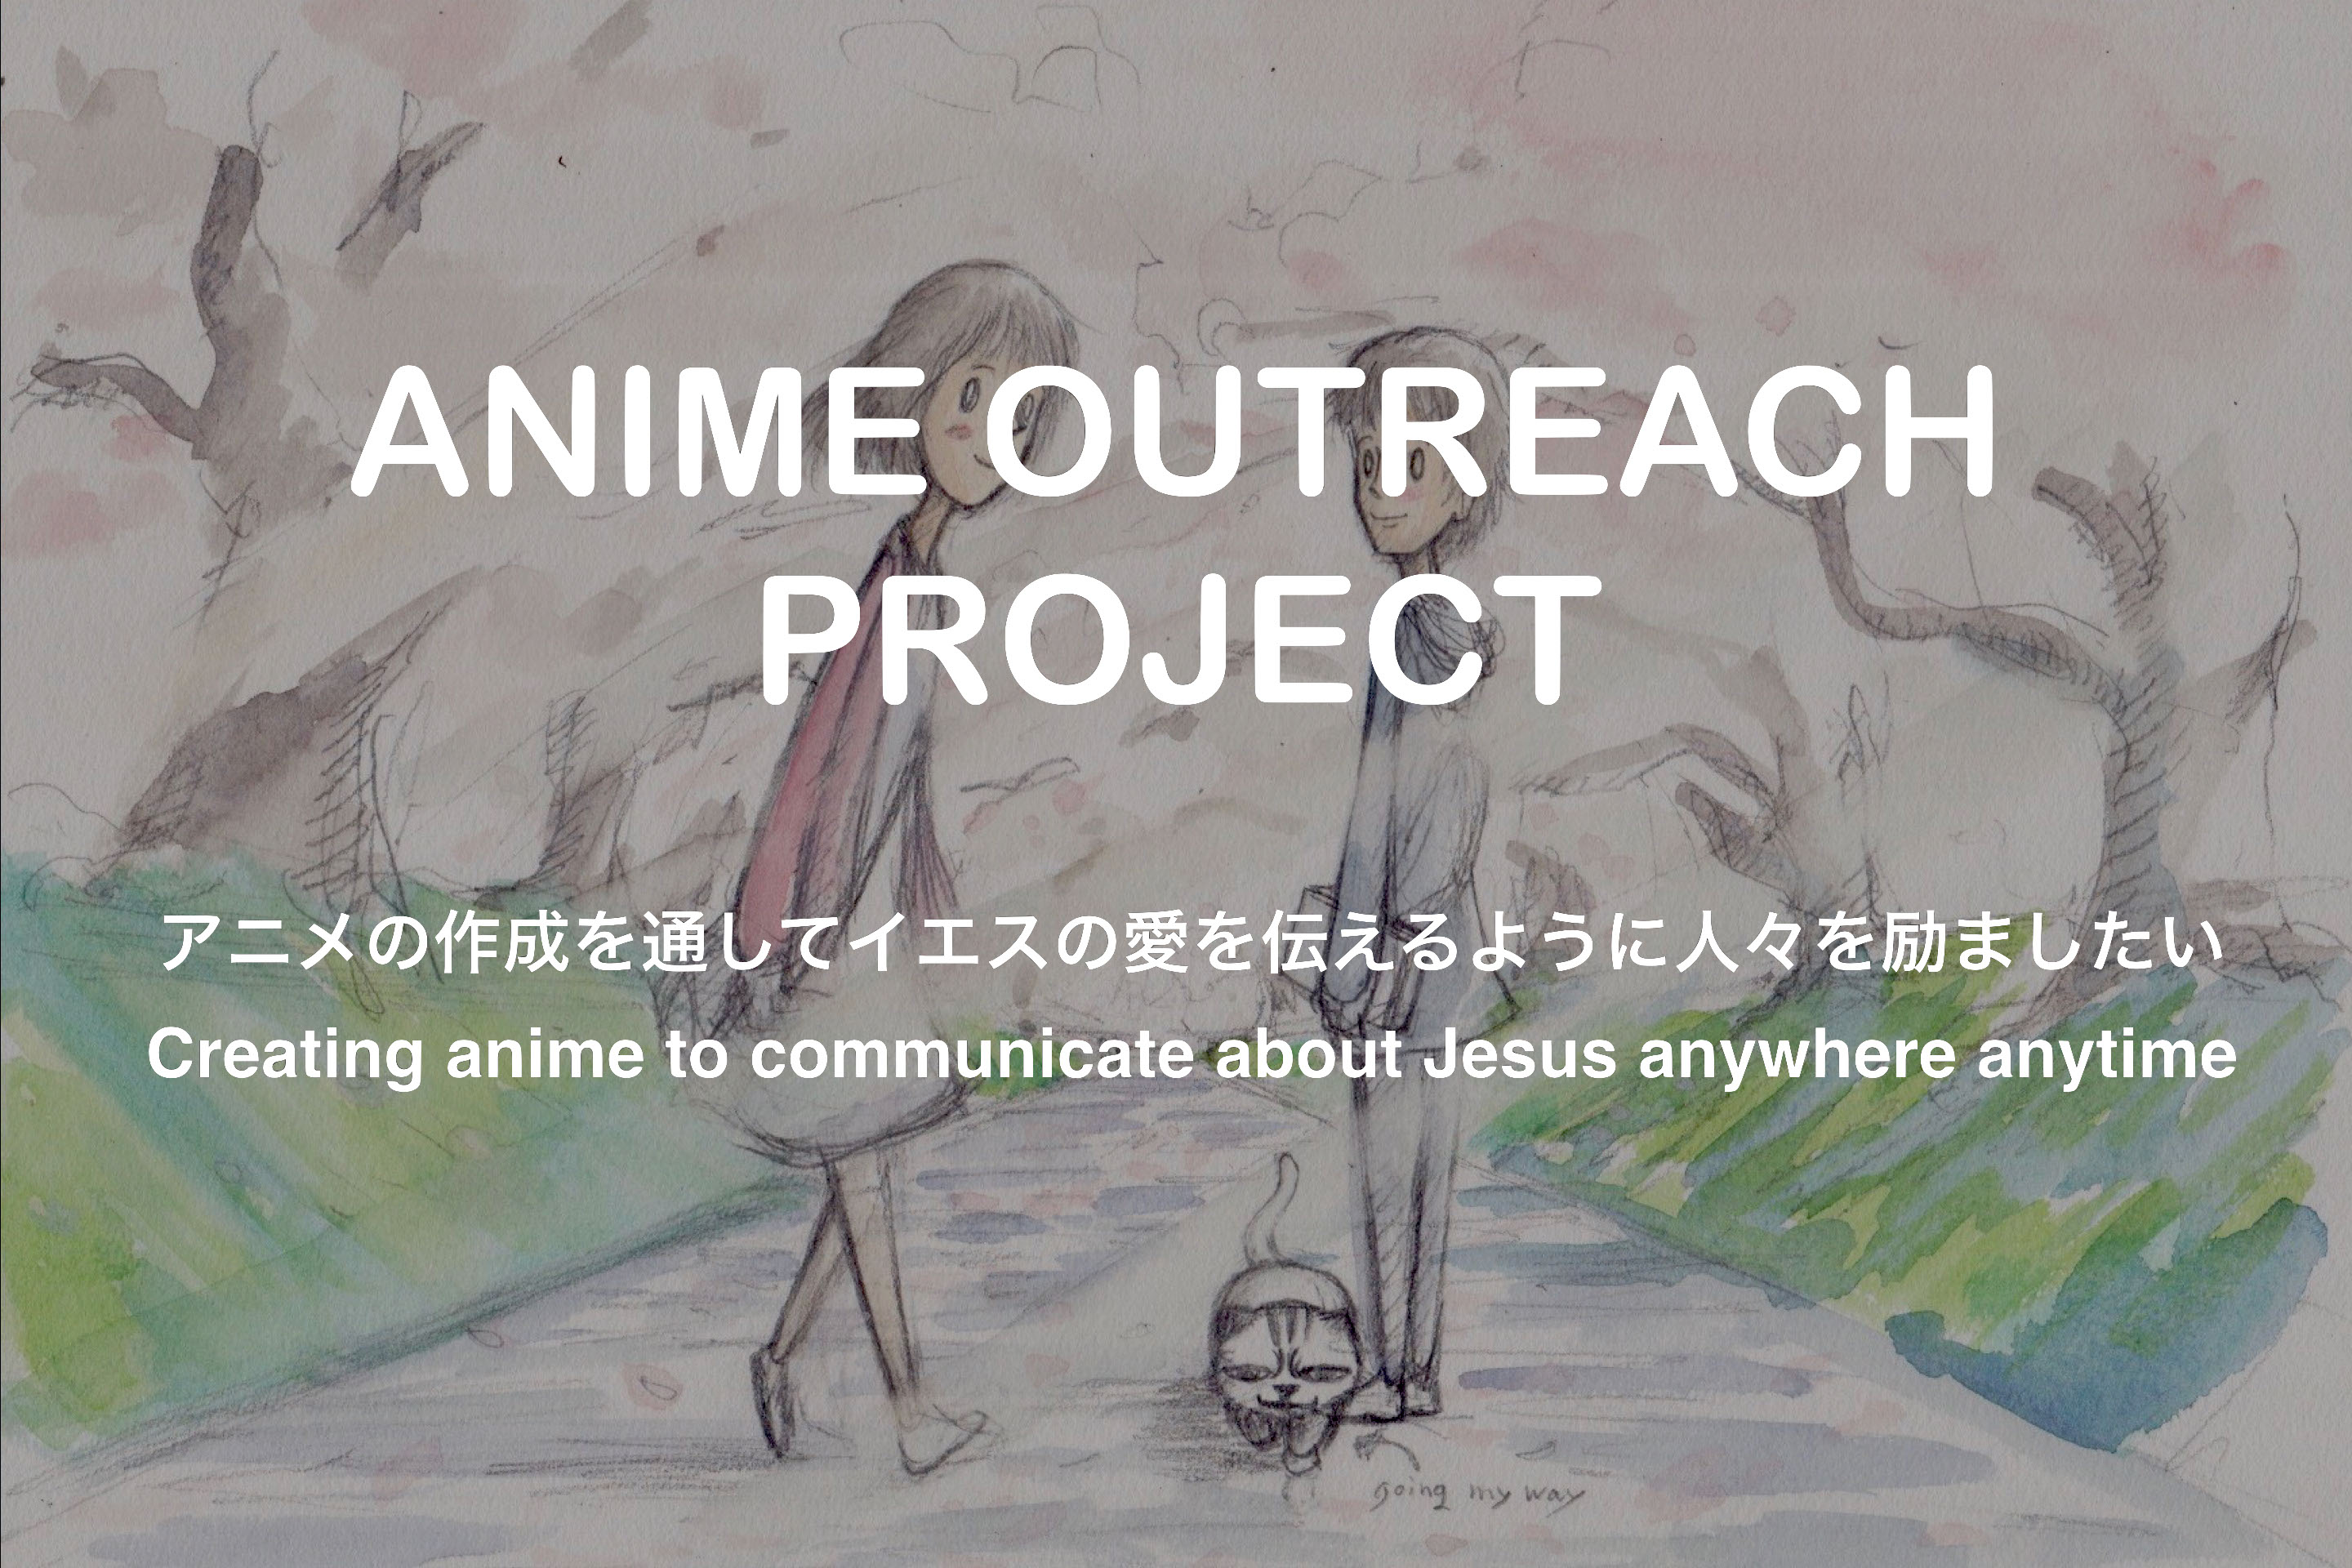 ANIME OUTREACH
PROJECT
アニメの作成を通してイエスの愛を伝えるように人々を励ましたい
Creating anime to communicate about Jesus anywhere anytime
going my way